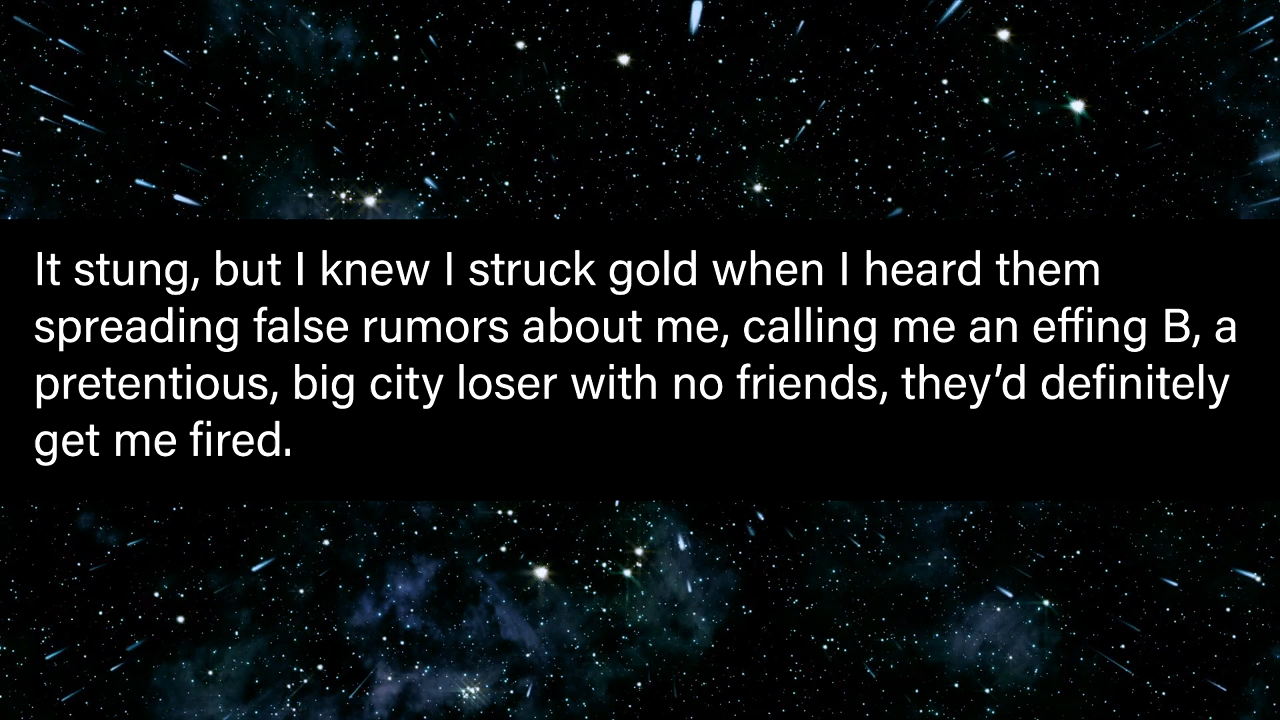 It stung, but I knew I struck gold when I heard them
spreading false rumors about me, calling me an effing B, a
pretentious, big city loser with no friends, they’d definitely
get me fired.